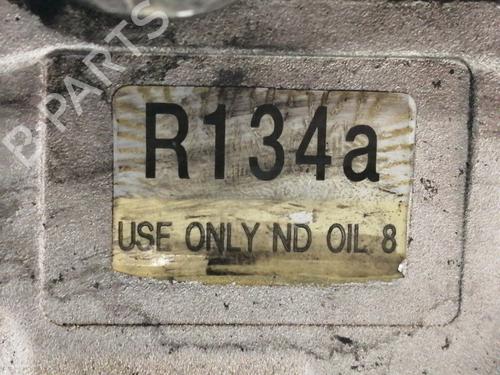 B-PARTS
R134a
USE ONLY ND OIL 8